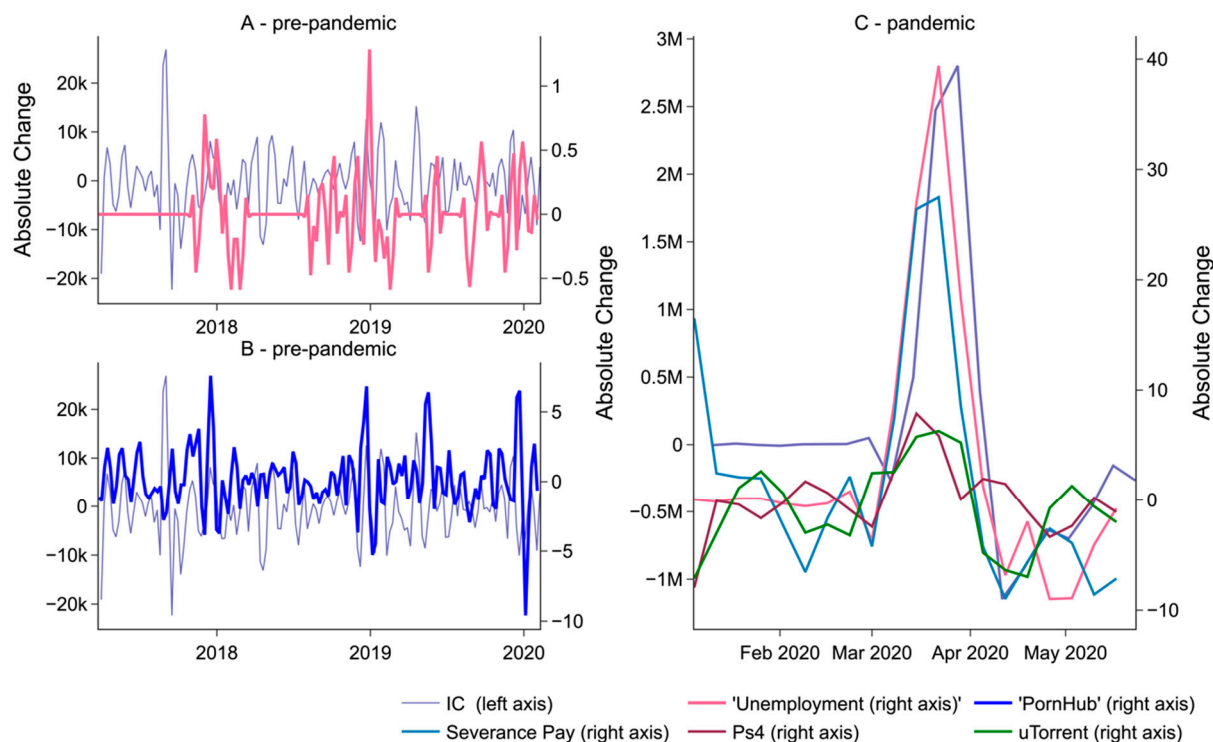 A - pre-pandemic
Absolute Change
20k
10k
0
−10k
−20k
1
0.5
0
−0.5
2018
2019
2020
B - pre-pandemic
Absolute Change
20k
10k
0
−10k
−20k
5
0
−5
−10
2018
2019
2020
Absolute Change
C - pandemic
3M
2.5M
2M
1.5M
1M
0.5M
0
−0.5M
−1M
40
30
20
10
0
−10
Absolute Change
Feb 2020
Mar 2020
Apr 2020
May 2020
IC (left axis)
'Unemployment (right axis)'
'PornHub' (right axis)
Severance Pay (right axis)
Ps4 (right axis)
uTorrent (right axis)